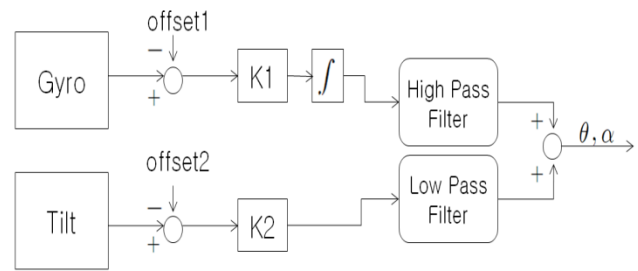 offset1
−
Gyro
+
K1
∫
High Pass
Filter
+
θ, α
offset2
−
Tilt
+
K2
Low Pass
Filter
+